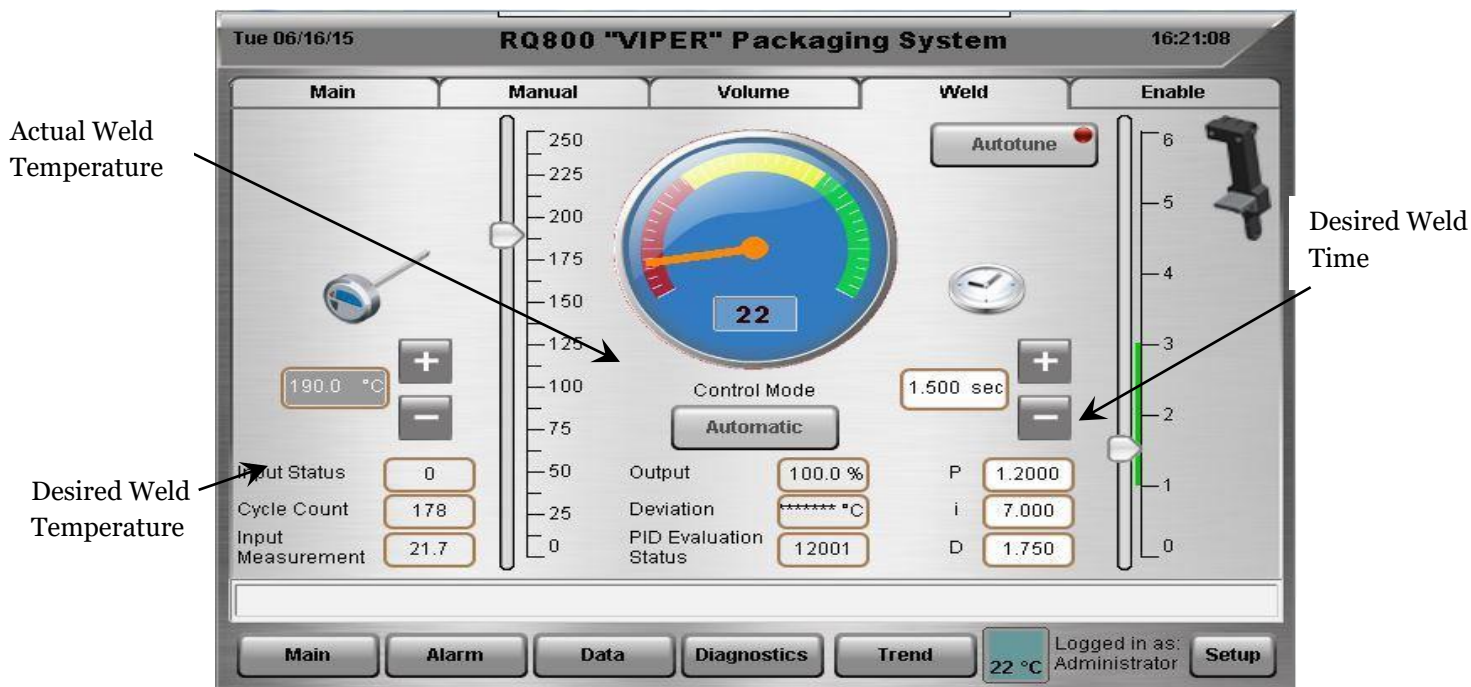 Tue 06/16/15
RQ800 "VIPER" Packaging System
16:21:08
Main
Manual
Volume
Weld
Enable
Actual Weld
Temperature
Desired Weld
Time
Desired Weld
Temperature
250
225
200
175
150
125
100
75
50
25
0
Autotune
6
5
4
3
2
1
0
22
190.0 °C
+
−
Control Mode
Automatic
1.500 sec
+
−
Input Status
0
Cycle Count
178
Input
Measurement
21.7
Output
100.0 %
Deviation
******* °C
PID Evaluation
Status
12001
P
1.2000
i
7.000
D
1.750
Main
Alarm
Data
Diagnostics
Trend
22 °C
Logged in as:
Administrator
Setup